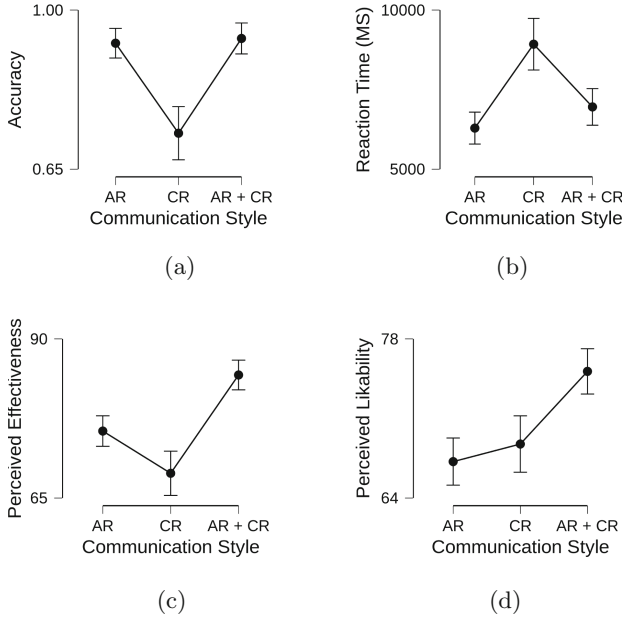 1.00
Accuracy
0.65
AR CR AR + CR
Communication Style
(a)
10000
Reaction Time (MS)
5000
AR CR AR + CR
Communication Style
(b)
90
Perceived Effectiveness
65
AR CR AR + CR
Communication Style
(c)
78
Perceived Likability
64
AR CR AR + CR
Communication Style
(d)